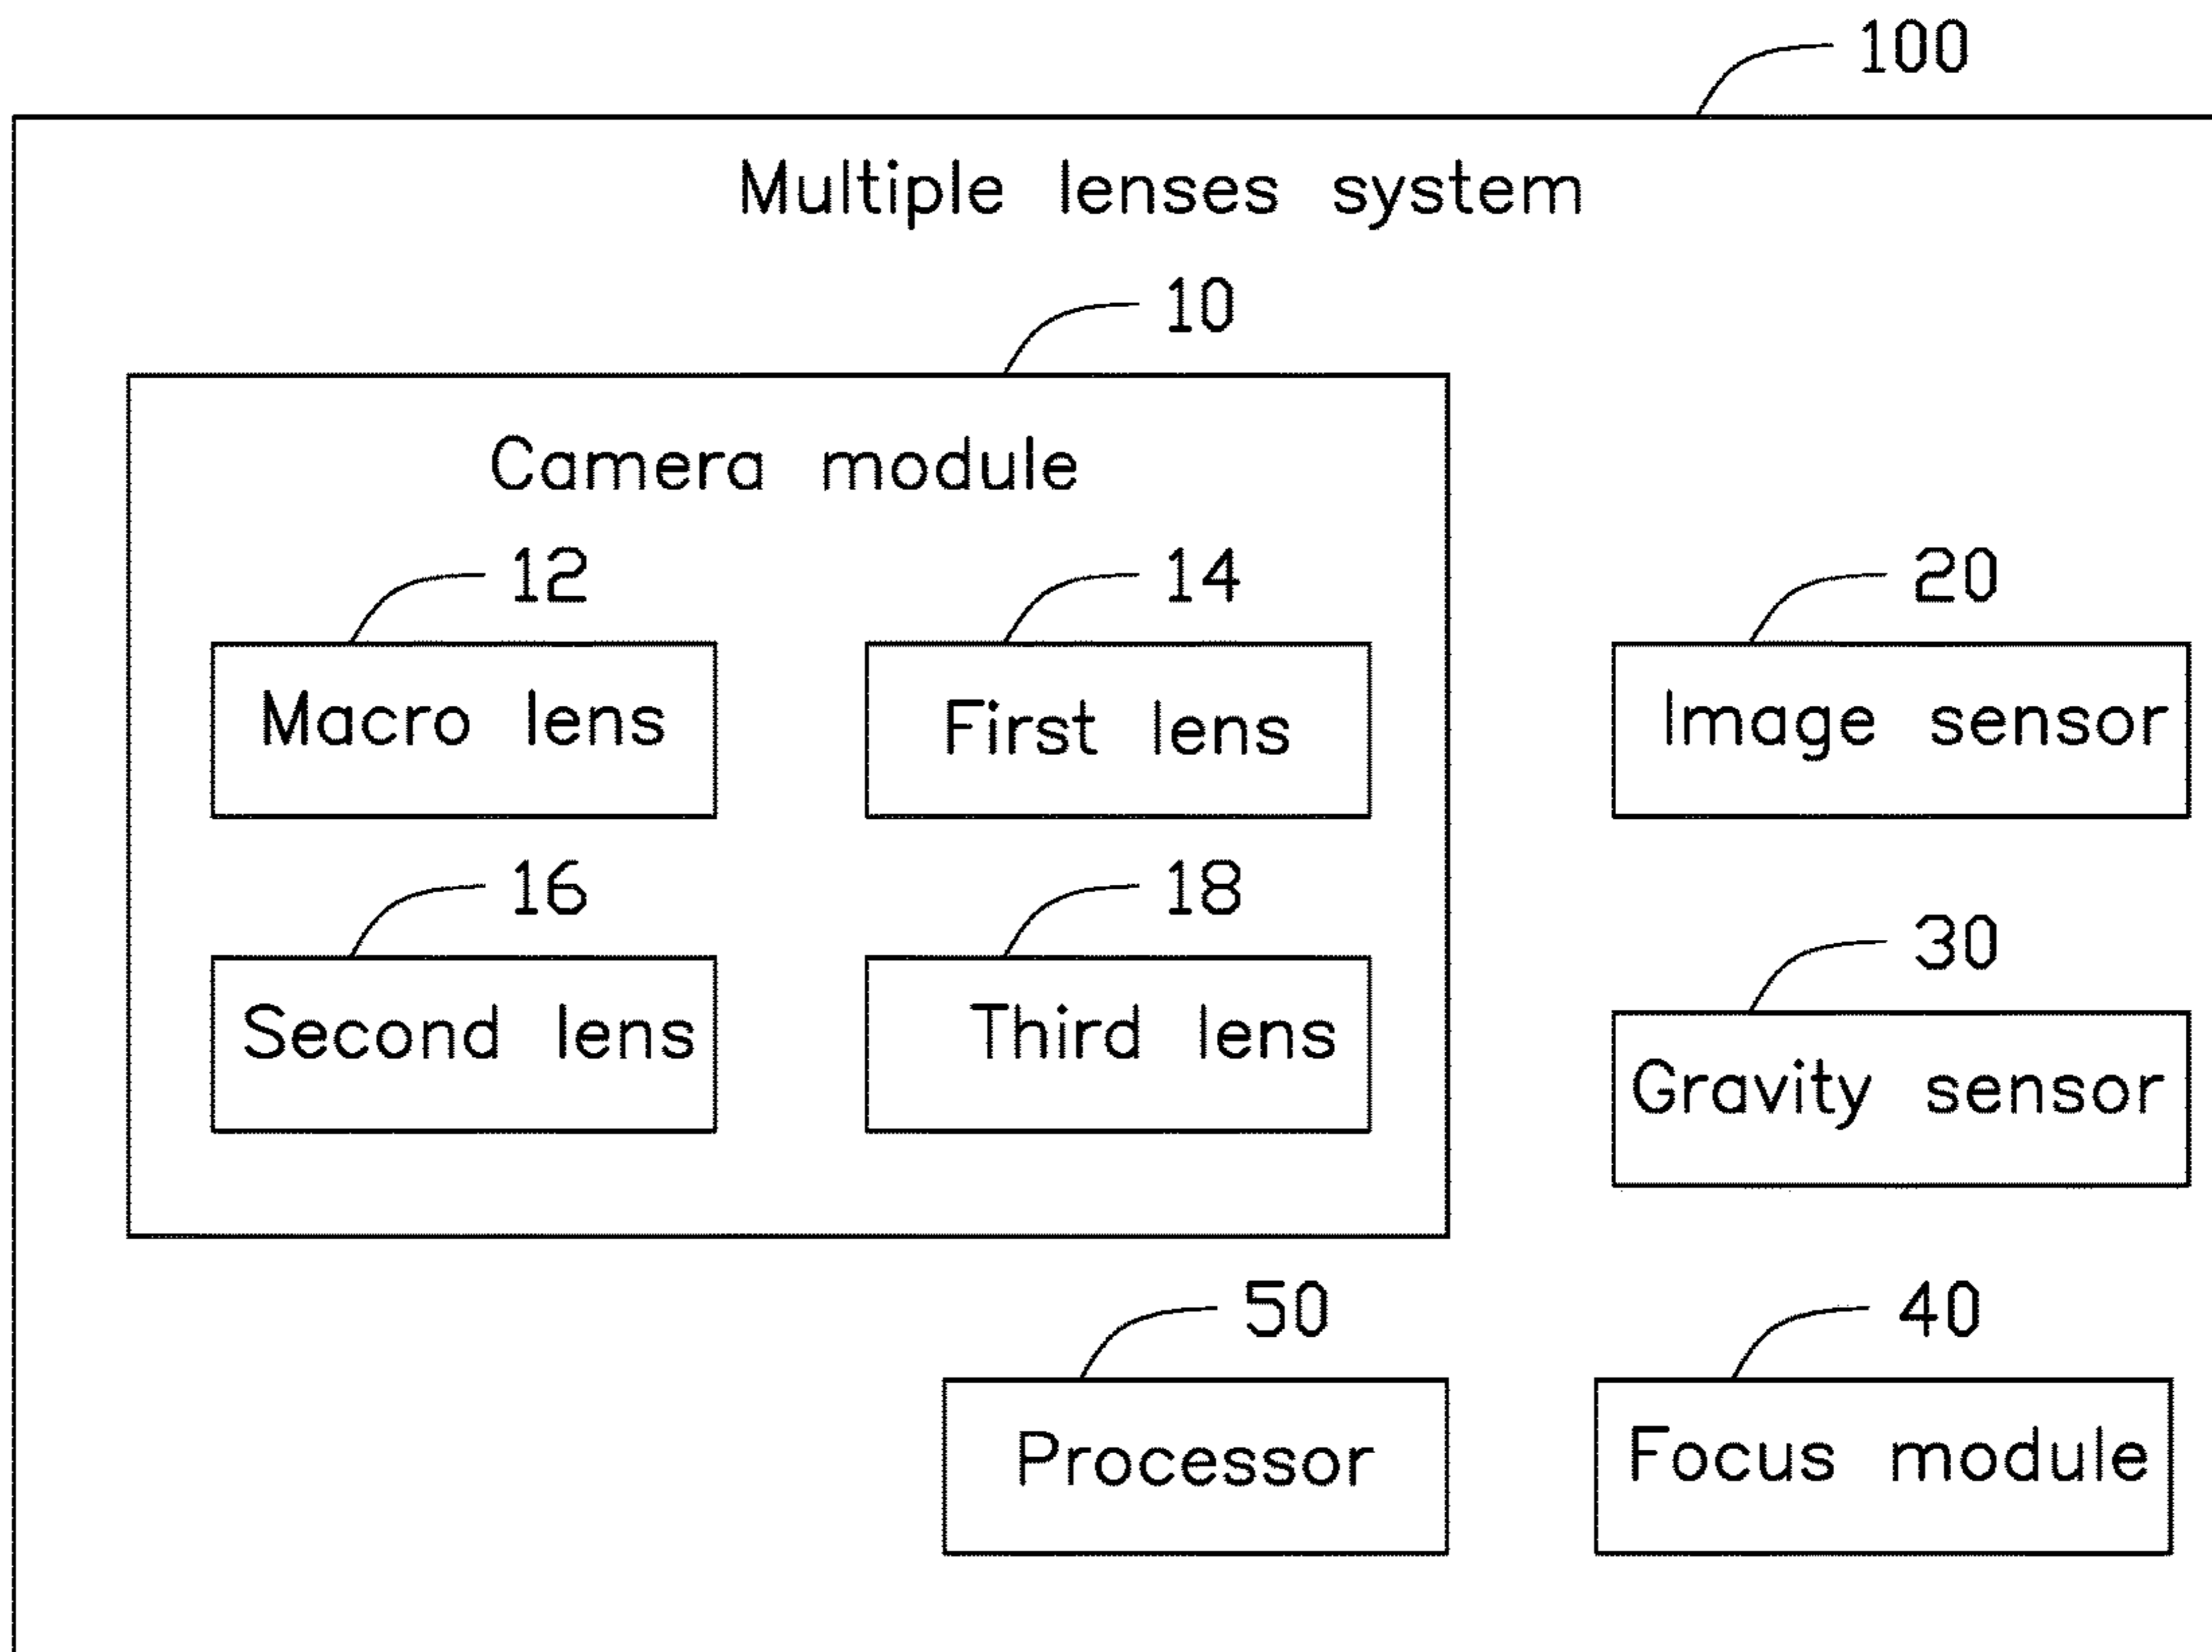 100
Multiple lenses system
10
Camera module
12 14 20
Macro lens First lens Image sensor
16 18 30
Second lens Third lens Gravity sensor
50 40
Processor Focus module